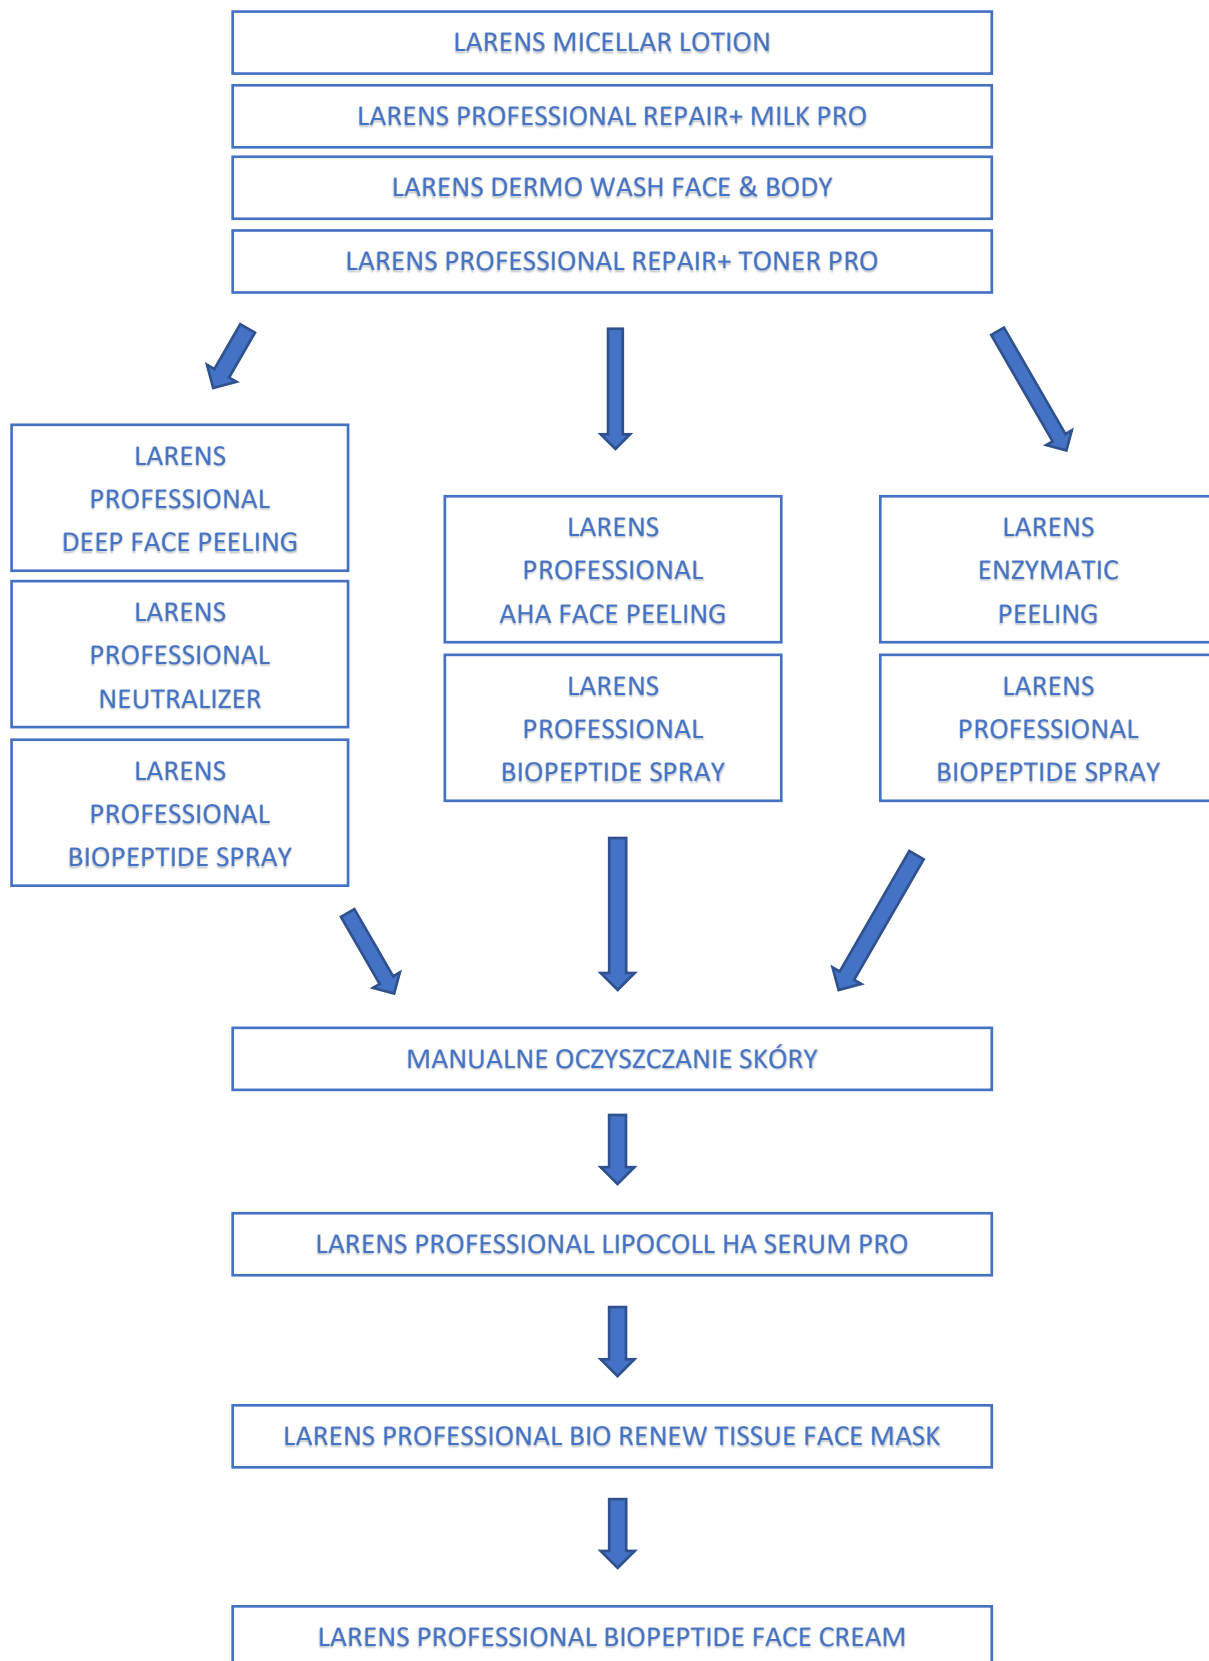 LARENS MICELLAR LOTION
LARENS PROFESSIONAL REPAIR+ MILK PRO
LARENS DERMO WASH FACE & BODY
LARENS PROFESSIONAL REPAIR+ TONER PRO
LARENS
PROFESSIONAL
DEEP FACE PEELING
LARENS
PROFESSIONAL
NEUTRALIZER
LARENS
PROFESSIONAL
BIOPEPTIDE SPRAY
LARENS
PROFESSIONAL
AHA FACE PEELING
LARENS
PROFESSIONAL
BIOPEPTIDE SPRAY
LARENS
ENZYMATIC
PEELING
LARENS
PROFESSIONAL
BIOPEPTIDE SPRAY
MANUALNE OCZYSZCZANIE SKÓRY
LARENS PROFESSIONAL LIPOCOLL HA SERUM PRO
LARENS PROFESSIONAL BIO RENEW TISSUE FACE MASK
LARENS PROFESSIONAL BIOPEPTIDE FACE CREAM